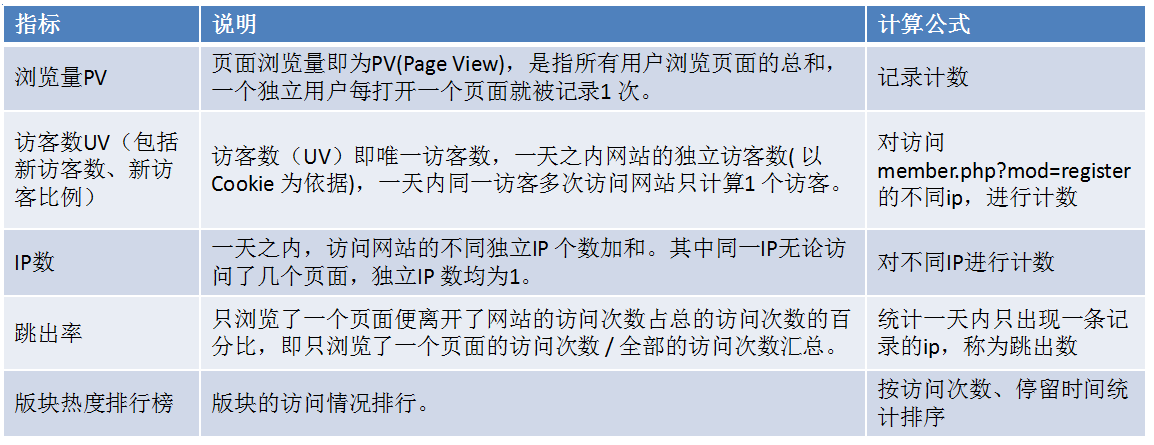 指标
说明
计算公式
浏览量PV
页面浏览量即为PV(Page View)，是指所有用户浏览页面的总和，
一个独立用户每打开一个页面就被记录1 次。
记录计数
访客数UV（包括
新访客数、新访
客比例）
访客数（UV）即唯一访客数，一天之内网站的独立访客数( 以
Cookie 为依据)，一天内同一访客多次访问网站只计算1 个访客。
对访问
member.php?mod=register
的不同ip，进行计数
IP数
一天之内，访问网站的不同独立IP 个数加和。其中同一IP无论访
问了几个页面，独立IP 数均为1。
对不同IP进行计数
跳出率
只浏览了一个页面便离开了网站的访问次数占总的访问次数的百
分比，即只浏览了一个页面的访问次数 / 全部的访问次数汇总。
统计一天内只出现一条记
录的ip，称为跳出数
版块热度排行榜
版块的访问情况排行。
按访问次数、停留时间统
计排序